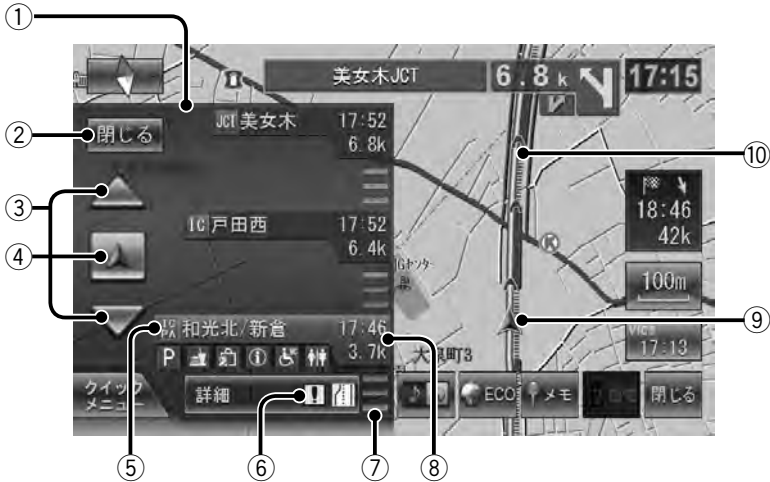 ①
美女木JCT 6.8k 17:15
②
閉じる
JCT 美女木 17:52
6.8k
⑩
③
18:46
42k
IC 戸田西 17:52
6.4k
④
K
100m
⑨
VICS
17:13
和光北/新倉 17:46
PA 3.7k
P
大泉町3
クイック
メニュー
詳細
ECO メモ 閉じる
⑤ ⑥ ⑦ ⑧